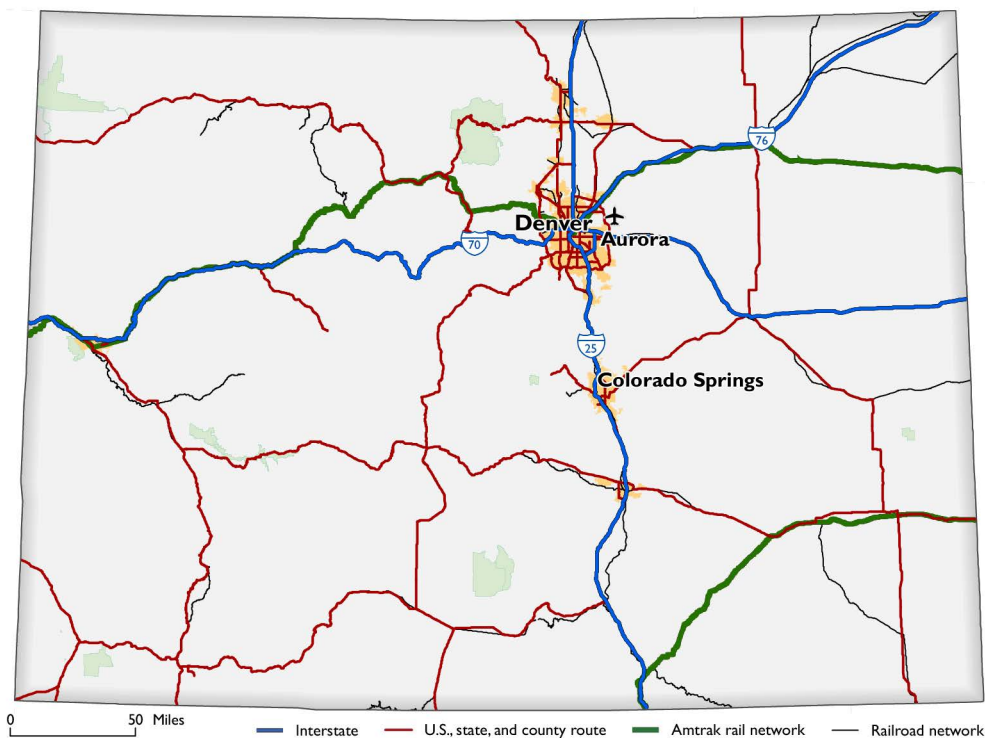 76
Denver
Aurora
70
25
Colorado Springs
0 50 Miles
Interstate
U.S., state, and county route
Amtrak rail network
Railroad network